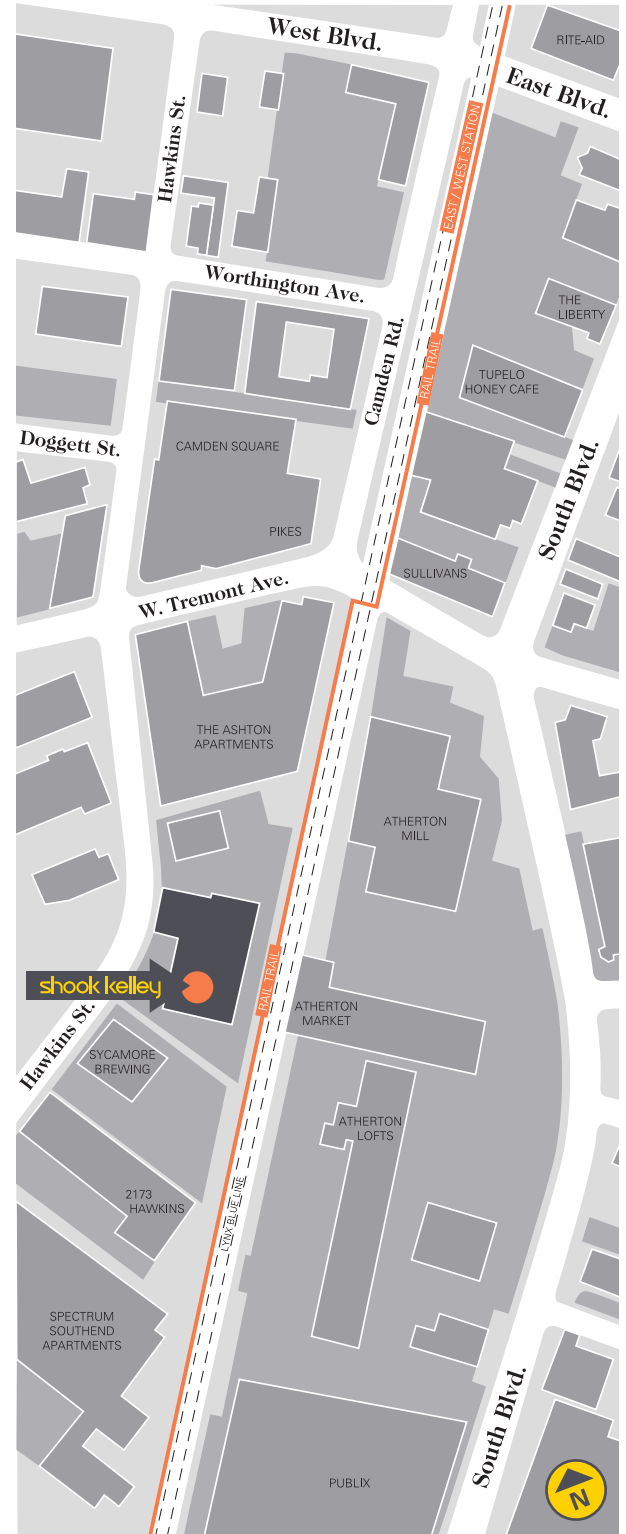 West Blvd.
RITE-AID
East Blvd.
Hawkins St.
EAST / WEST STATION
Worthington Ave.
THE
LIBERTY
Camden Rd.
RAIL TRAIL
TUPELO
HONEY CAFE
Doggett St.
CAMDEN SQUARE
South Blvd.
PIKES
SULLIVANS
W. Tremont Ave.
THE ASHTON
APARTMENTS
ATHERTON
MILL
shook kelley
RAIL TRAIL
ATHERTON
MARKET
Hawkins St.
SYCAMORE
BREWING
ATHERTON
LOFTS
2173
HAWKINS
LYNX BLUE LINE
SPECTRUM
SOUTHEND
APARTMENTS
South Blvd.
PUBLIX
N